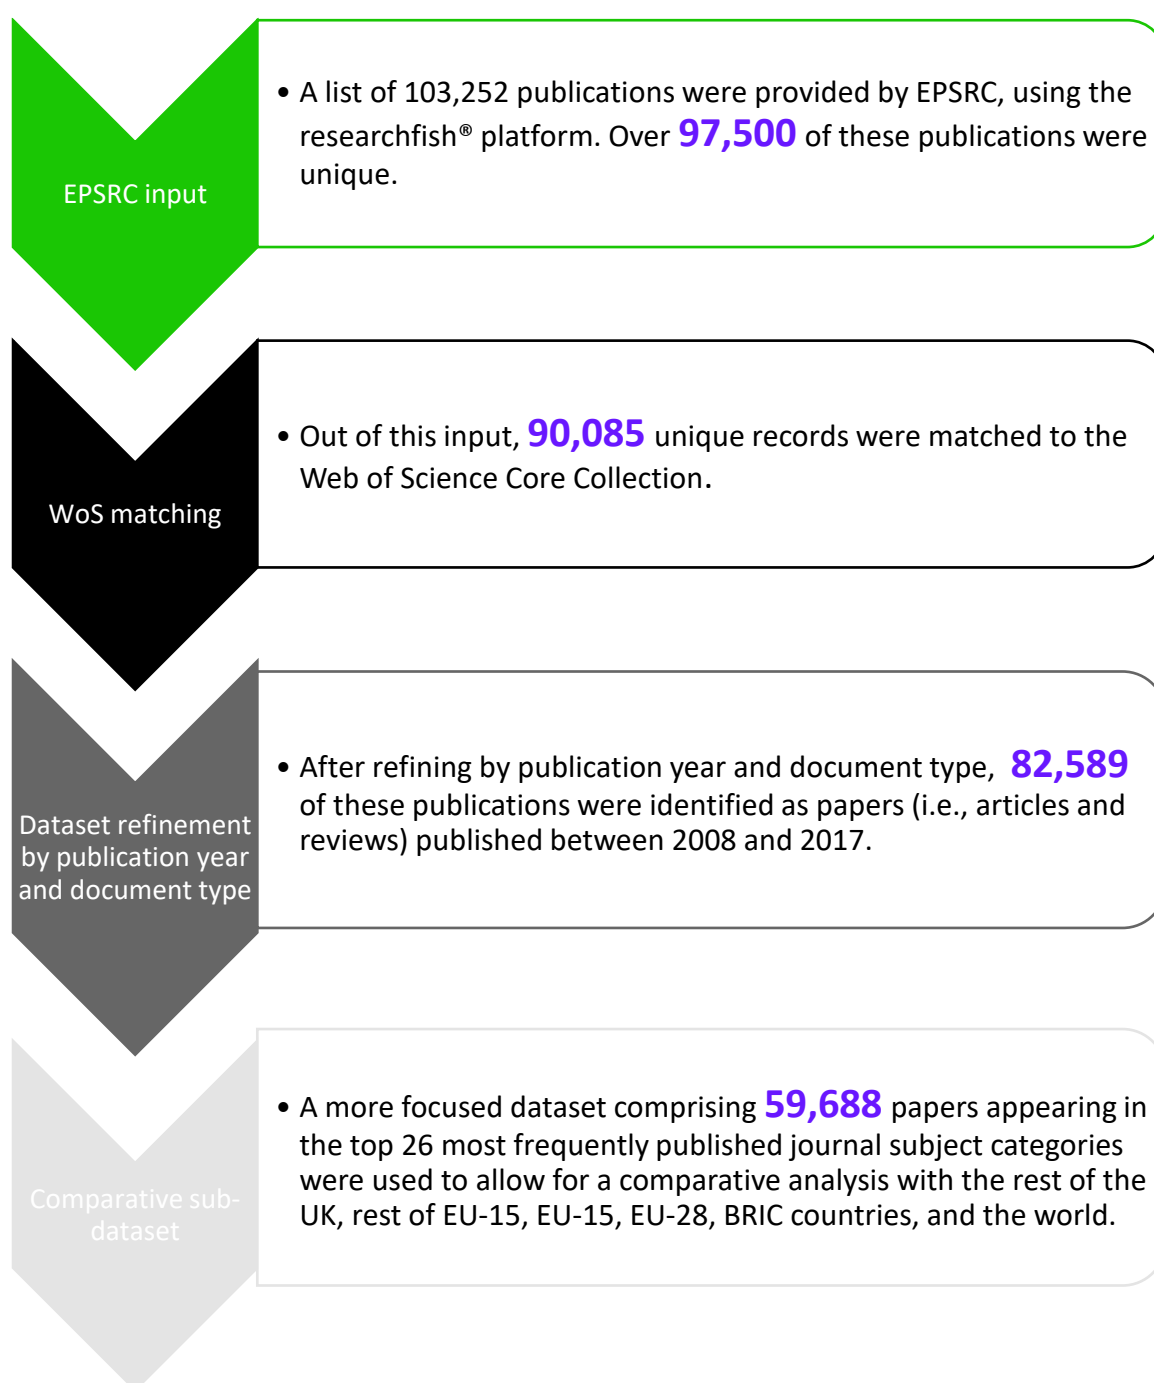 EPSRC input
• A list of 103,252 publications were provided by EPSRC, using the
researchfish® platform. Over 97,500 of these publications were
unique.
WoS matching
• Out of this input, 90,085 unique records were matched to the
Web of Science Core Collection.
Dataset refinement
by publication year
and document type
• After refining by publication year and document type, 82,589
of these publications were identified as papers (i.e., articles and
reviews) published between 2008 and 2017.
Comparative sub-
dataset
• A more focused dataset comprising 59,688 papers appearing in
the top 26 most frequently published journal subject categories
were used to allow for a comparative analysis with the rest of the
UK, rest of EU-15, EU-15, EU-28, BRIC countries, and the world.